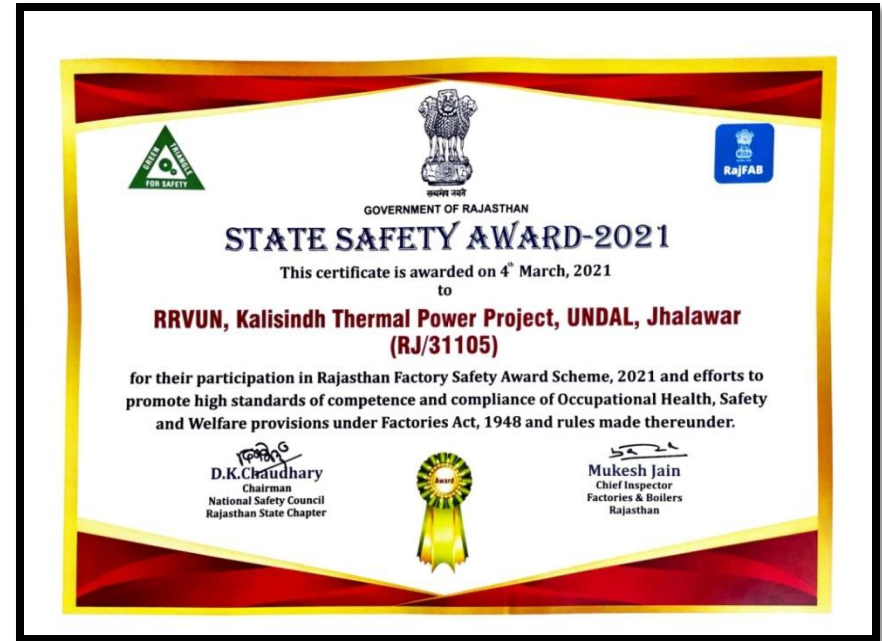 GREEN TRIANGLE
FOR SAFETY
सत्यमेव जयते
RajFAB
GOVERNMENT OF RAJASTHAN
STATE SAFETY AWARD-2021
This certificate is awarded on 4th March, 2021
to
RRVUN, Kalisindh Thermal Power Project, UNDAL, Jhalawar
(RJ/31105)
for their participation in Rajasthan Factory Safety Award Scheme, 2021 and efforts to
promote high standards of competence and compliance of Occupational Health, Safety
and Welfare provisions under Factories Act, 1948 and rules made thereunder.
D.K.Chaudhary
Chairman
National Safety Council
Rajasthan State Chapter
Award
Mukesh Jain
Chief Inspector
Factories & Boilers
Rajasthan